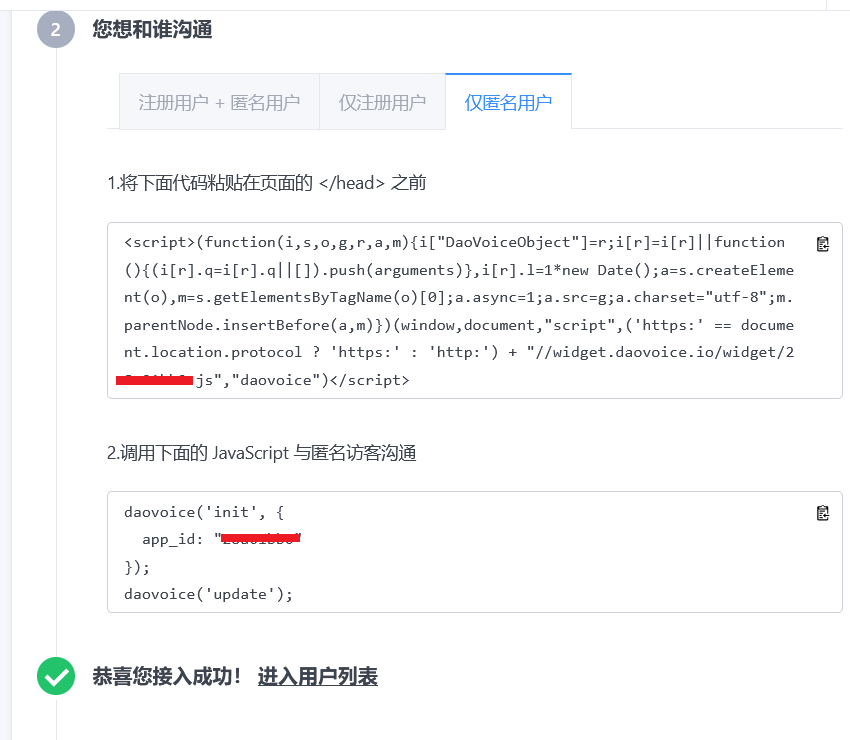 2 您想和谁沟通
注册用户 + 匿名用户 仅注册用户 仅匿名用户
1.将下面代码粘贴在页面的 </head> 之前
<script>(function(i,s,o,g,r,a,m){i["DaoVoiceObject"]=r;i[r]=i[r]||function
(){(i[r].q=i[r].q||[]).push(arguments)},i[r].l=1*new Date();a=s.createEleme
nt(o),m=s.getElementsByTagName(o)[0];a.async=1;a.src=g;a.charset="utf-8";m.
parentNode.insertBefore(a,m)})(window,document,"script",('https:' == docume
nt.location.protocol ? 'https:' : 'http:') + "//widget.daovoice.io/widget/2
js","daovoice")</script>
2.调用下面的 JavaScript 与匿名访客沟通
daovoice('init', {
app_id: "
});
daovoice('update');
恭喜您接入成功！ 进入用户列表